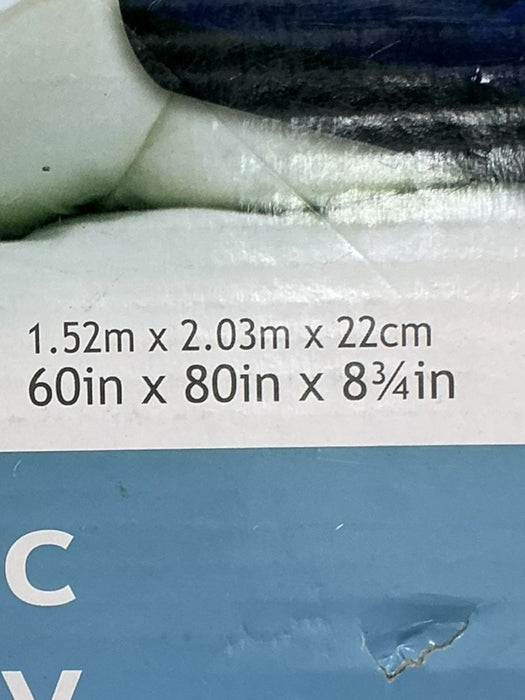 1.52m x 2.03m x 22cm
60in x 80in x 8¾in
C